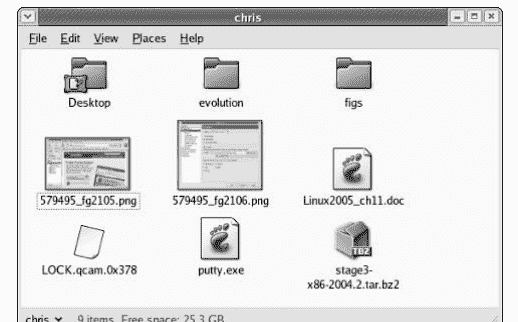 chris
File Edit View Places Help
Desktop evolution figs
579495_fg2105.png 579495_fg2106.png Linux2005_ch11.doc
LOCK.qcam.0x378 putty.exe stage3-
x86-2004.2.tar.bz2
chris 9 items, Free space: 25.3 GB